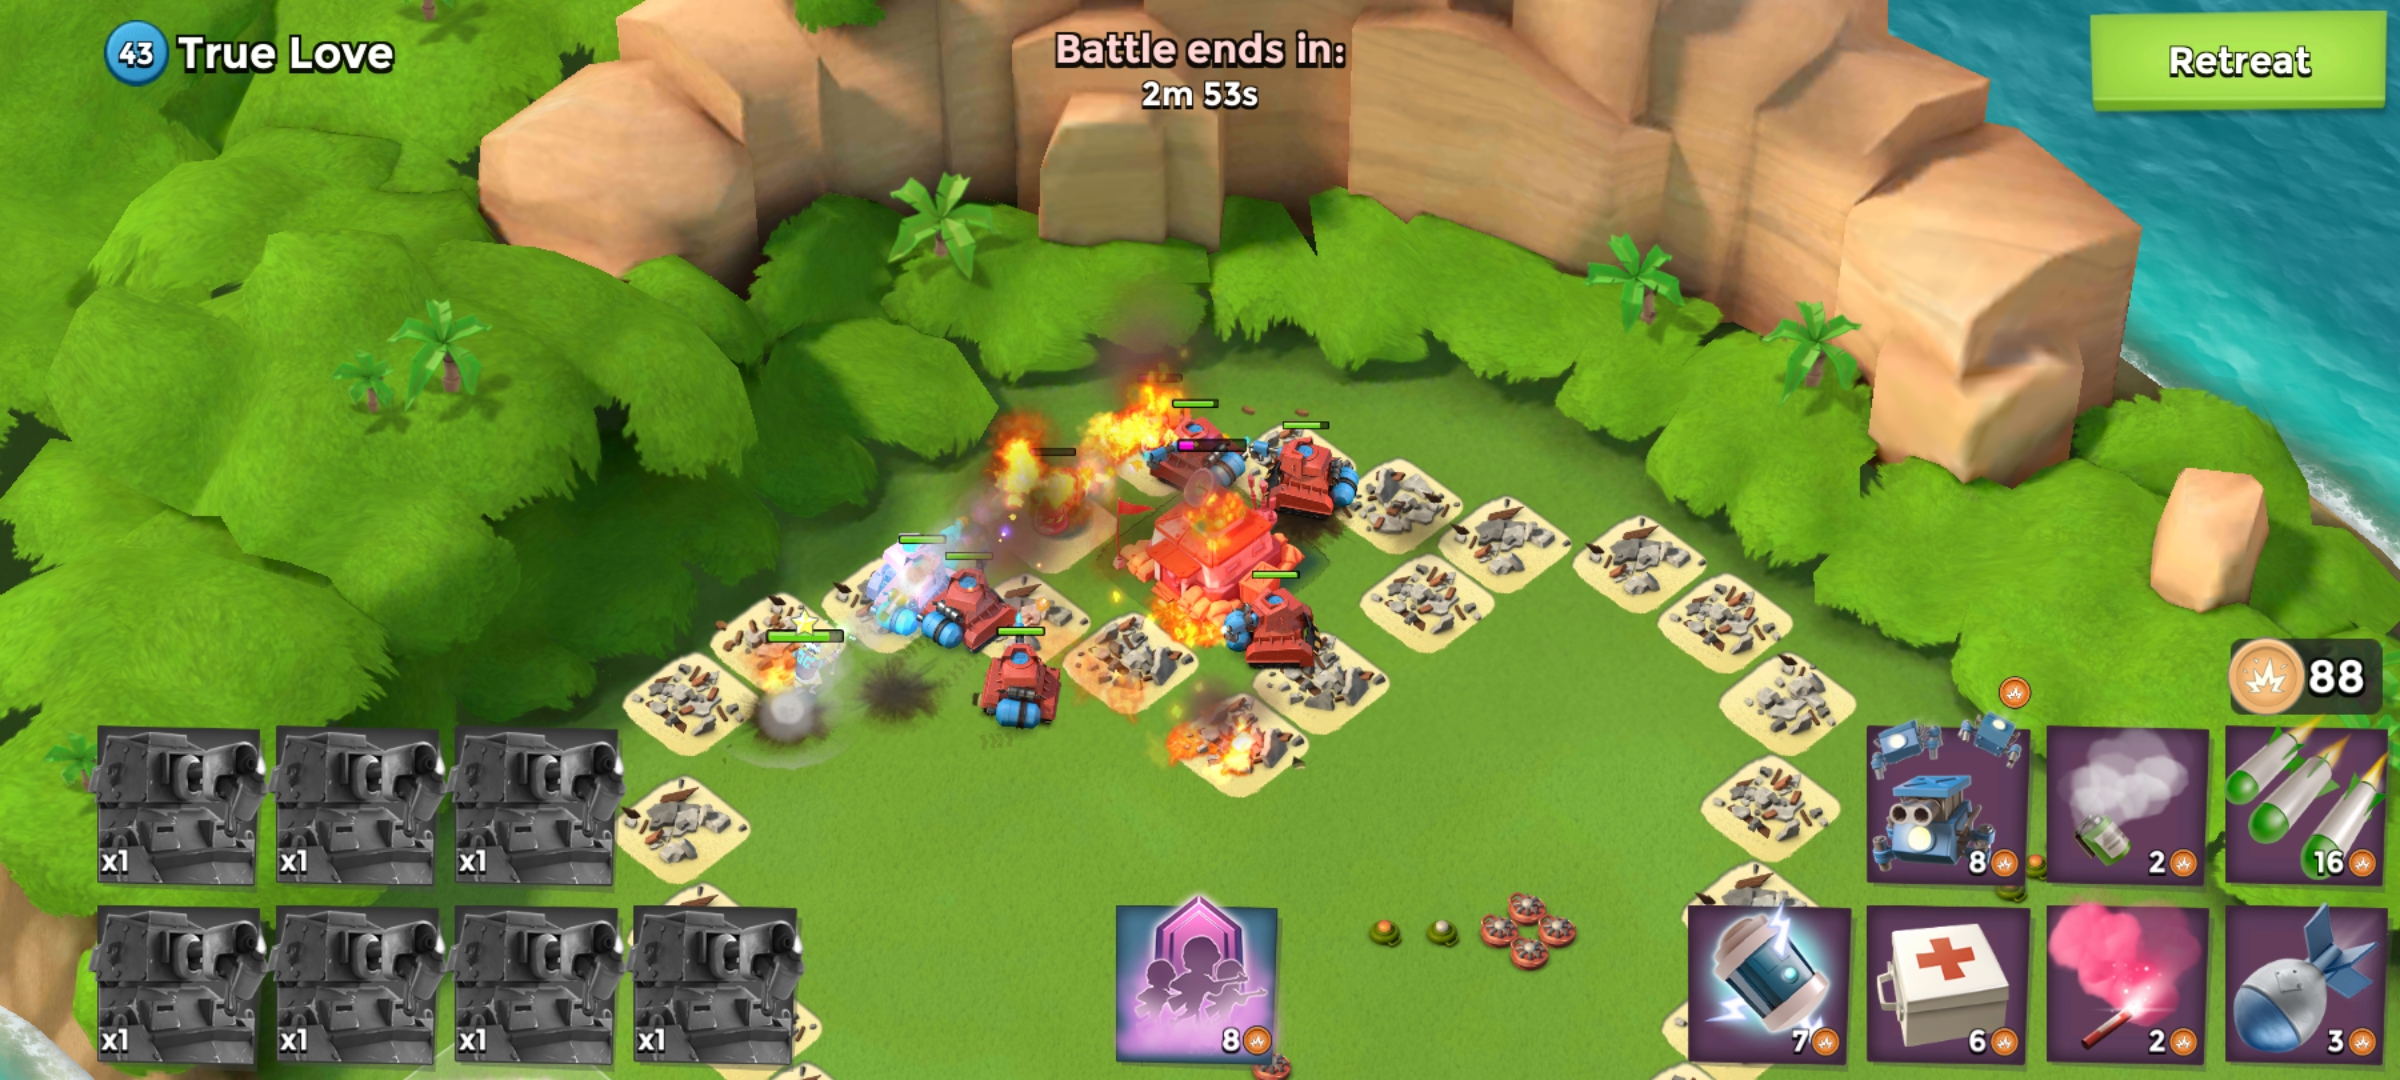 43 True Love
Battle ends in:
2m 53s
Retreat
88
x1 x1 x1
8 2 16
x1 x1 x1 x1
8
7 6 2 3